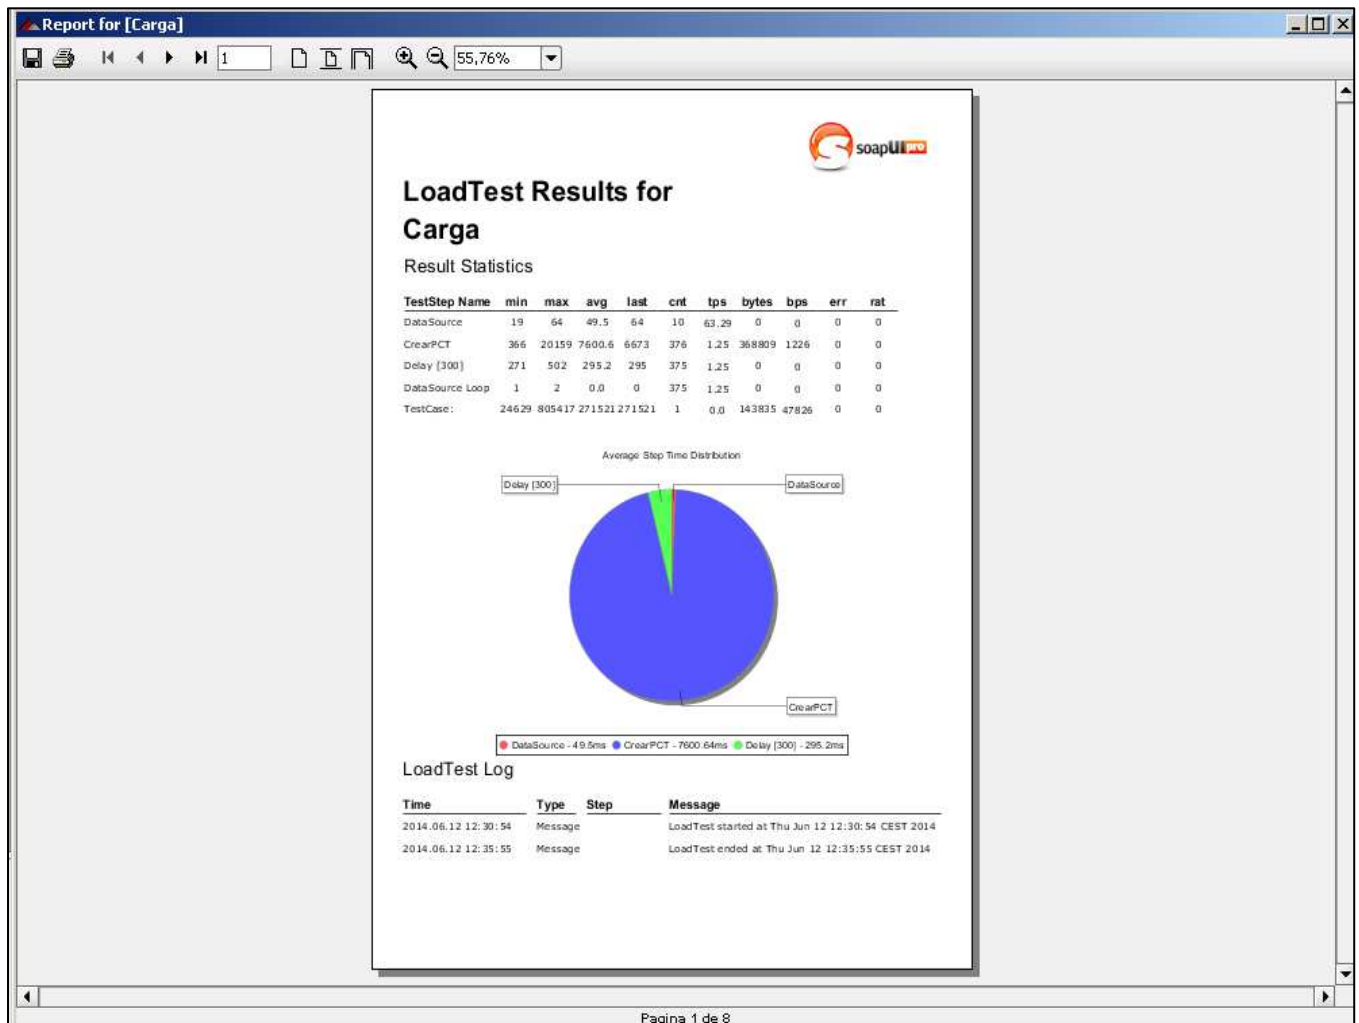 Report for [Carga]
1
55,76%
soapUI pro
LoadTest Results for
Carga
Result Statistics
TestStep Name min max avg last cnt tps bytes bps err rat
DataSource 19 64 49.5 64 10 63.29 0 0 0 0
CrearPCT 366 20159 7600.6 6673 376 1.25 368809 1226 0 0
Delay [300] 271 502 295.2 295 375 1.25 0 0 0 0
DataSource Loop 1 2 0.0 0 375 1.25 0 0 0 0
TestCase: 24629 805417 271521 271521 1 0.0 143835 47826 0 0
Average Step Time Distribution
Delay [300] DataSource
CrearPCT
DataSource - 49.5ms CrearPCT - 7600.64ms Delay [300] - 295.2ms
LoadTest Log
Time Type Step Message
2014.06.12 12:30:54 Message LoadTest started at Thu Jun 12 12:30:54 CEST 2014
2014.06.12 12:35:55 Message LoadTest ended at Thu Jun 12 12:35:55 CEST 2014
Pagina 1 de 8